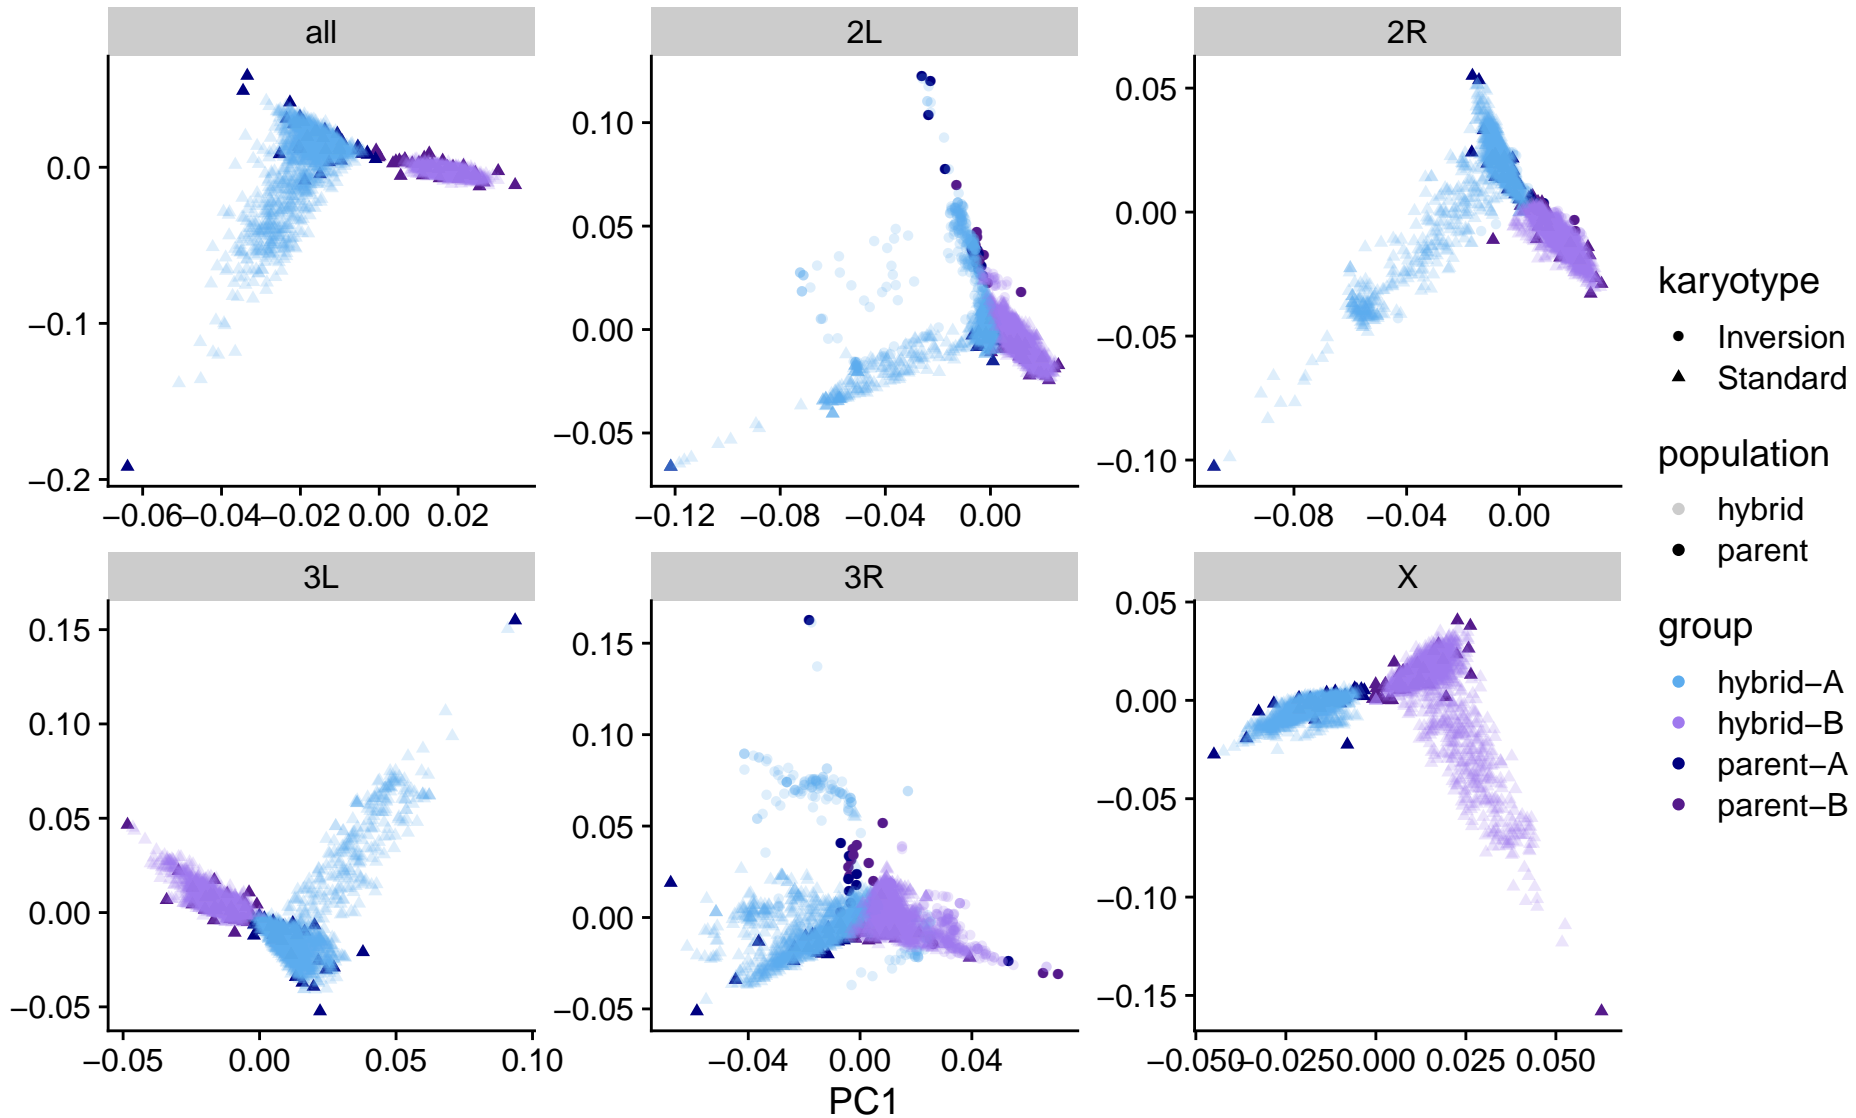 all
2L
2R
0.0
−0.1
−0.2
−0.06
−0.04
−0.02
0.00
0.02
0.10
0.05
0.00
−0.05
−0.12
−0.08
−0.04
0.00
0.05
0.00
−0.05
−0.10
−0.08
−0.04
0.00
3L
3R
X
0.15
0.10
0.05
0.00
−0.05
−0.05
0.00
0.05
0.10
0.15
0.10
0.05
0.00
−0.05
−0.04
0.00
0.04
0.05
0.00
−0.05
−0.10
−0.15
−0.050
−0.025
0.000
0.025
0.050
PC1
karyotype
Inversion
Standard
population
hybrid
parent
group
hybrid−A
hybrid−B
parent−A
parent−B